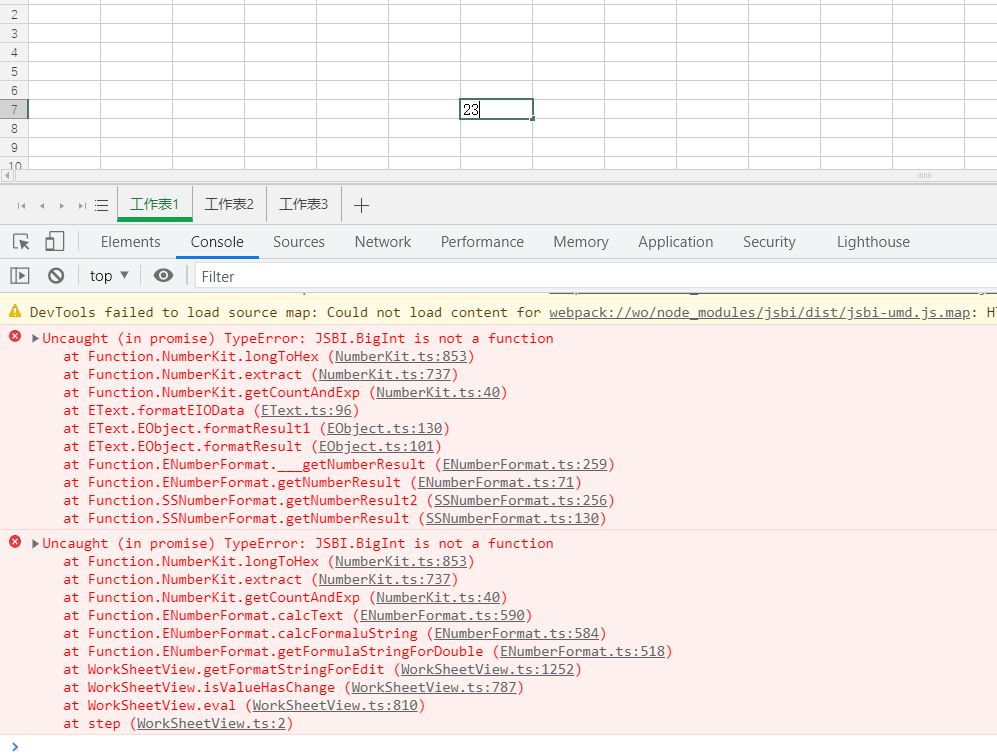 2
3
4
5
6
7 23
8
9
10
工作表1 工作表2 工作表3
Elements Console Sources Network Performance Memory Application Security Lighthouse
top Filter
DevTools failed to load source map: Could not load content for webpack://wo/node_modules/jsbi/dist/jsbi-umd.js.map: HT
Uncaught (in promise) TypeError: JSBI.BigInt is not a function
at Function.NumberKit.longToHex (NumberKit.ts:853)
at Function.NumberKit.extract (NumberKit.ts:737)
at Function.NumberKit.getCountAndExp (NumberKit.ts:40)
at EText.formatEIOData (EText.ts:96)
at EText.EObject.formatResult1 (EObject.ts:130)
at EText.EObject.formatResult (EObject.ts:101)
at Function.ENumberFormat.___getNumberResult (ENumberFormat.ts:259)
at Function.ENumberFormat.getNumberResult (ENumberFormat.ts:71)
at Function.SSNumberFormat.getNumberResult2 (SSNumberFormat.ts:256)
at Function.SSNumberFormat.getNumberResult (SSNumberFormat.ts:130)
Uncaught (in promise) TypeError: JSBI.BigInt is not a function
at Function.NumberKit.longToHex (NumberKit.ts:853)
at Function.NumberKit.extract (NumberKit.ts:737)
at Function.NumberKit.getCountAndExp (NumberKit.ts:40)
at Function.ENumberFormat.calcText (ENumberFormat.ts:590)
at Function.ENumberFormat.calcFormaluString (ENumberFormat.ts:584)
at Function.ENumberFormat.getFormulaStringForDouble (ENumberFormat.ts:518)
at WorkSheetView.getFormatStringForEdit (WorkSheetView.ts:1252)
at WorkSheetView.isValueHasChange (WorkSheetView.ts:787)
at WorkSheetView.eval (WorkSheetView.ts:810)
at step (WorkSheetView.ts:2)